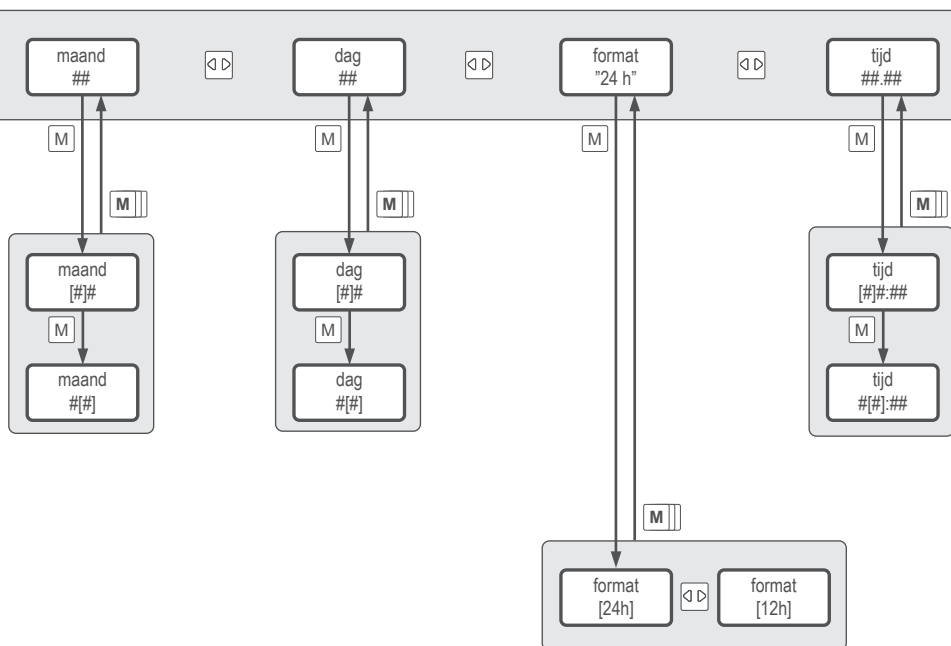 maand
##
dag
##
format
”24 h”
tijd
##.##
M
M
M
M
M
M
M
maand
[#]#
dag
[#]#
tijd
[#]#:##
M
M
M
maand
#[#]
dag
#[#]
tijd
#[#]:##
M
format
[24h]
format
[12h]